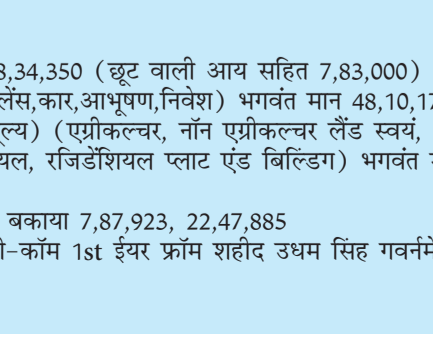 8,34,350 (छूट वाली आय सहित 7,83,000)
लेंस,कार,आभूषण,निवेश) भगवंत मान 48,10,17
ूल्य) (एग्रीकल्चर, नॉन एग्रीकल्चर लैंड स्वयं,
यल, रजिडेंशियल प्लाट एंड बिल्डिंग) भगवंत
बकाया 7,87,923, 22,47,885
ी-कॉम 1st ईयर फ्रॉम शहीद उधम सिंह गवर्नमे